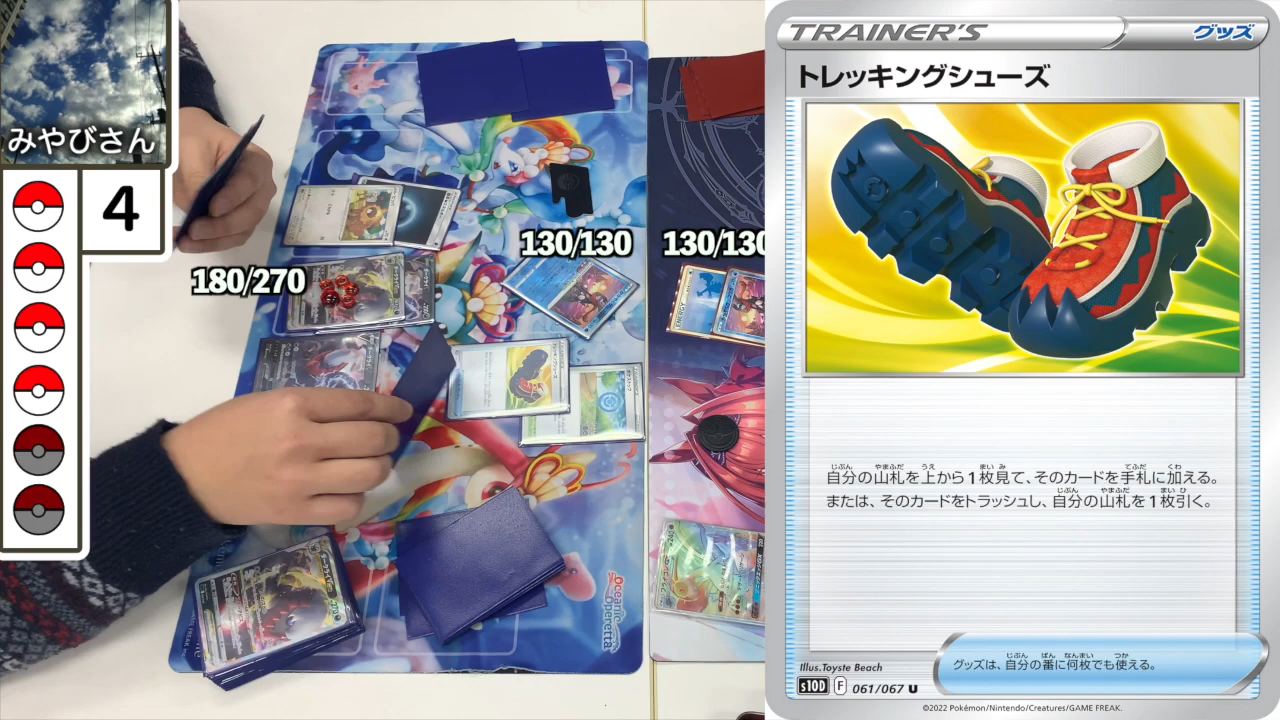 みやびさん
4
180/270
130/130
130/130
Oceanic
Operetta
TRAINER'S
グッズ
トレッキングシューズ
自分の山札を上から1枚見て、そのカードを手札に加える。
または、そのカードをトラッシュし、自分の山札を1枚引く。
Illus.Toyste Beach
グッズは、自分の番に何枚でも使える。
s10D F 061/067 U
©2022 Pokémon/Nintendo/Creatures/GAME FREAK.